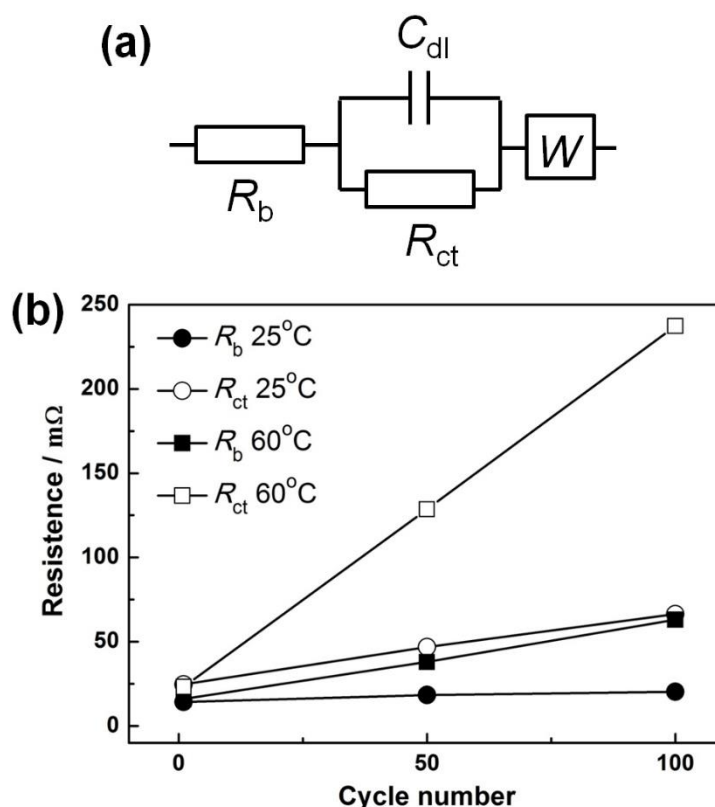 (a)
C_dl
R_b
W
R_ct
(b)
250
200
150
100
50
0
R_b 25°C
R_ct 25°C
R_b 60°C
R_ct 60°C
Resistence / mΩ
0
50
100
Cycle number